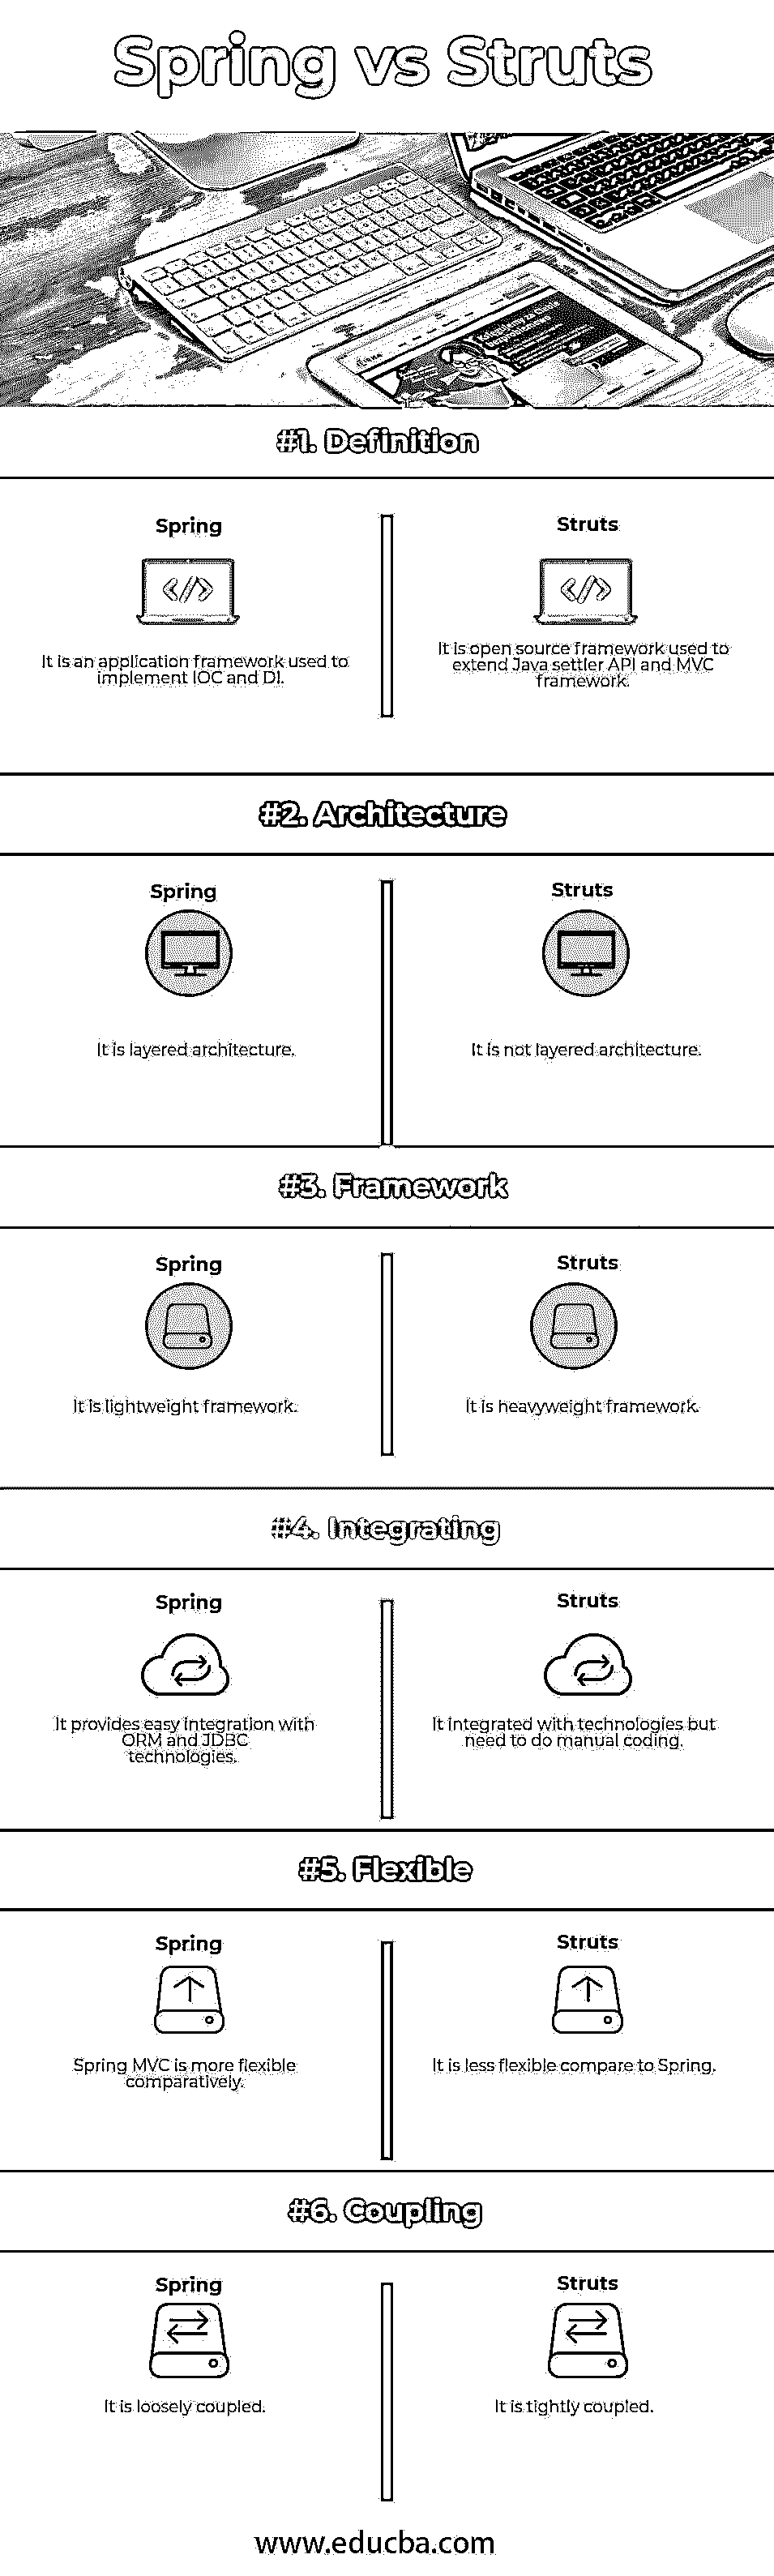 Spring vs Struts
#1. Definition
Spring
Struts
It is an application framework used to
implement IOC and DI.
It is open source framework used to
extend Java settler API and MVC
framework.
#2. Architecture
Spring
Struts
It is layered architecture.
It is not layered architecture.
#3. Framework
Spring
Struts
It is lightweight framework.
It is heavyweight framework.
#4. Integrating
Spring
Struts
It provides easy integration with
ORM and JDBC
technologies.
It integrated with technologies but
need to do manual coding.
#5. Flexible
Spring
Struts
Spring MVC is more flexible
comparatively.
It is less flexible compare to Spring.
#6. Coupling
Spring
Struts
It is loosely coupled.
It is tightly coupled.
www.educba.com